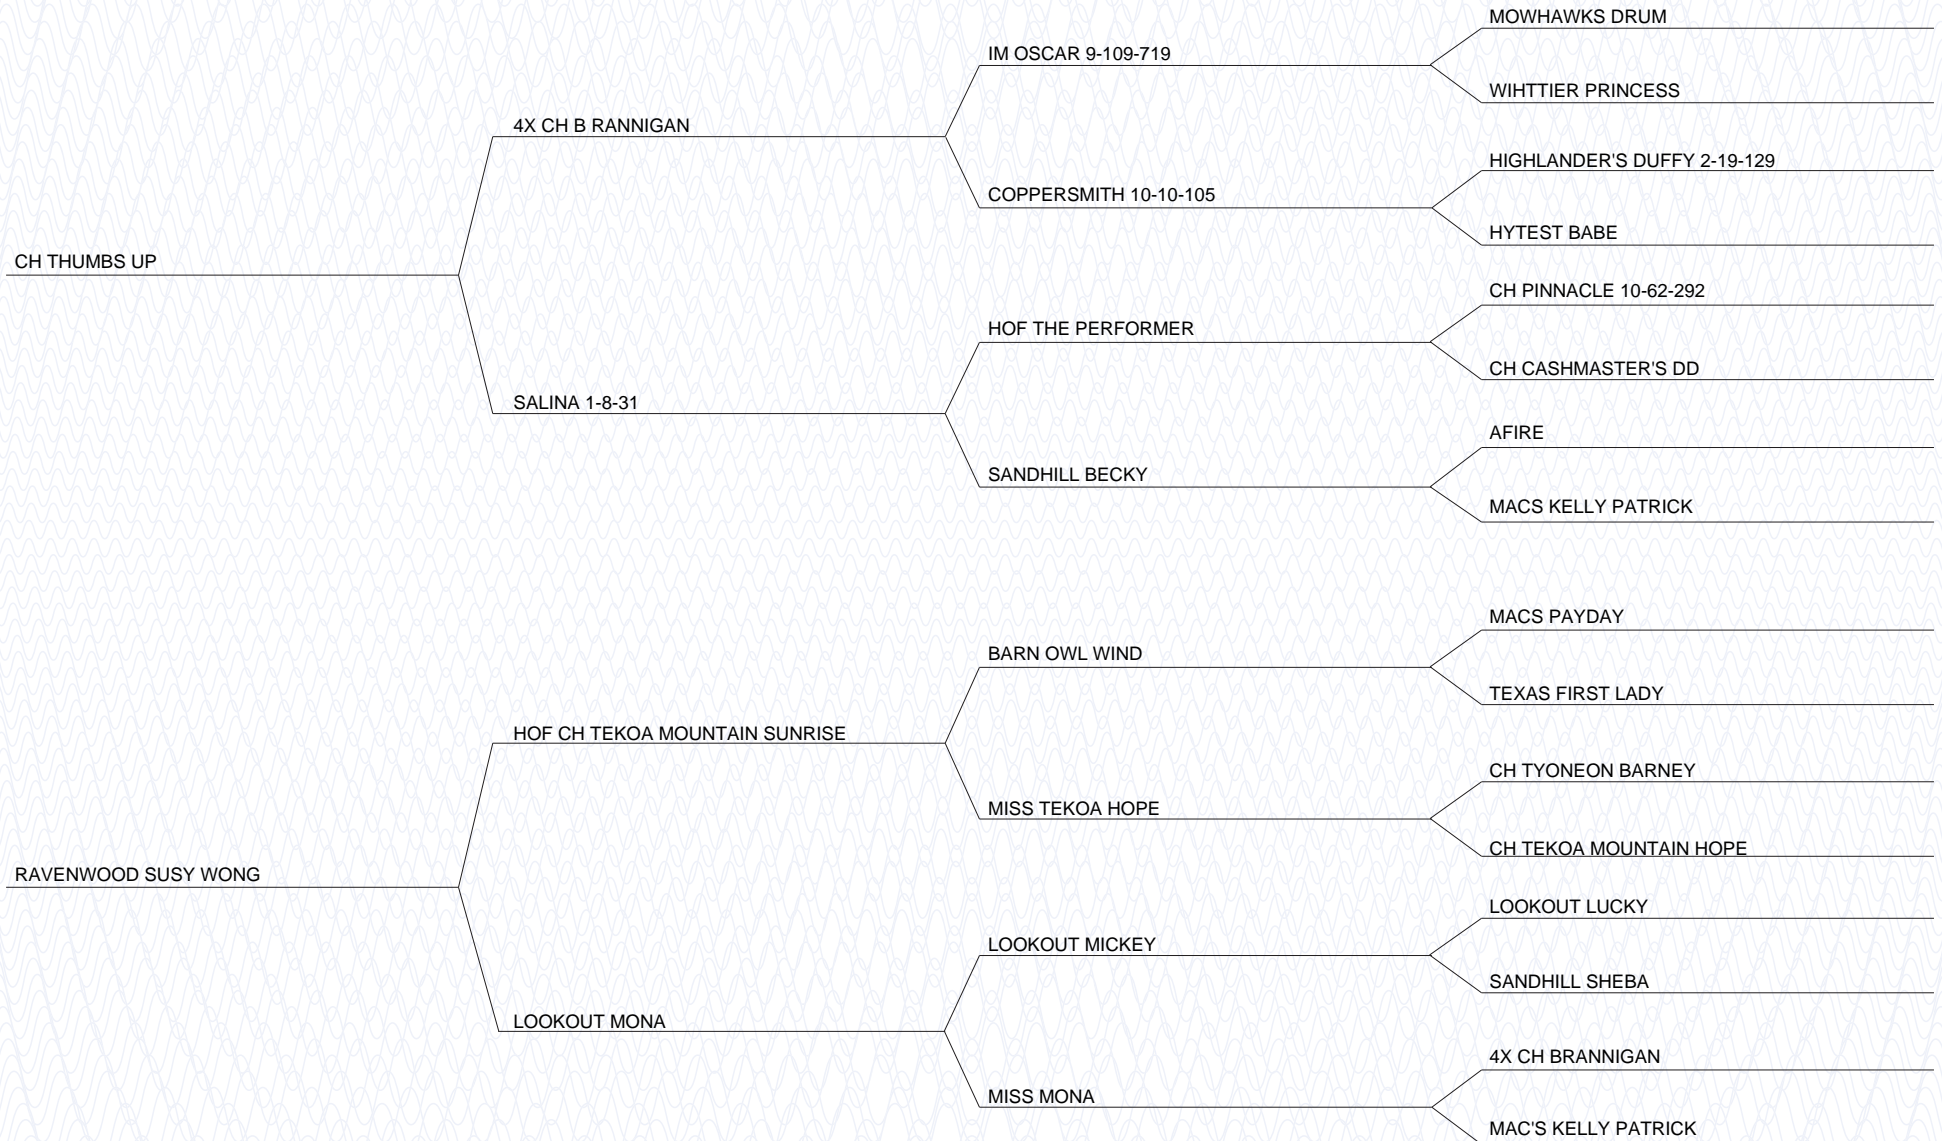 MOWHAWKS DRUM
IM OSCAR 9-109-719
WIHTTIER PRINCESS
4X CH B RANNIGAN
HIGHLANDER'S DUFFY 2-19-129
COPPERSMITH 10-10-105
HYTEST BABE
CH THUMBS UP
CH PINNACLE 10-62-292
HOF THE PERFORMER
CH CASHMASTER'S DD
SALINA 1-8-31
AFIRE
SANDHILL BECKY
MACS KELLY PATRICK
MACS PAYDAY
BARN OWL WIND
TEXAS FIRST LADY
HOF CH TEKOA MOUNTAIN SUNRISE
CH TYONEON BARNEY
MISS TEKOA HOPE
CH TEKOA MOUNTAIN HOPE
RAVENWOOD SUSY WONG
LOOKOUT LUCKY
LOOKOUT MICKEY
SANDHILL SHEBA
LOOKOUT MONA
4X CH BRANNIGAN
MISS MONA
MAC'S KELLY PATRICK